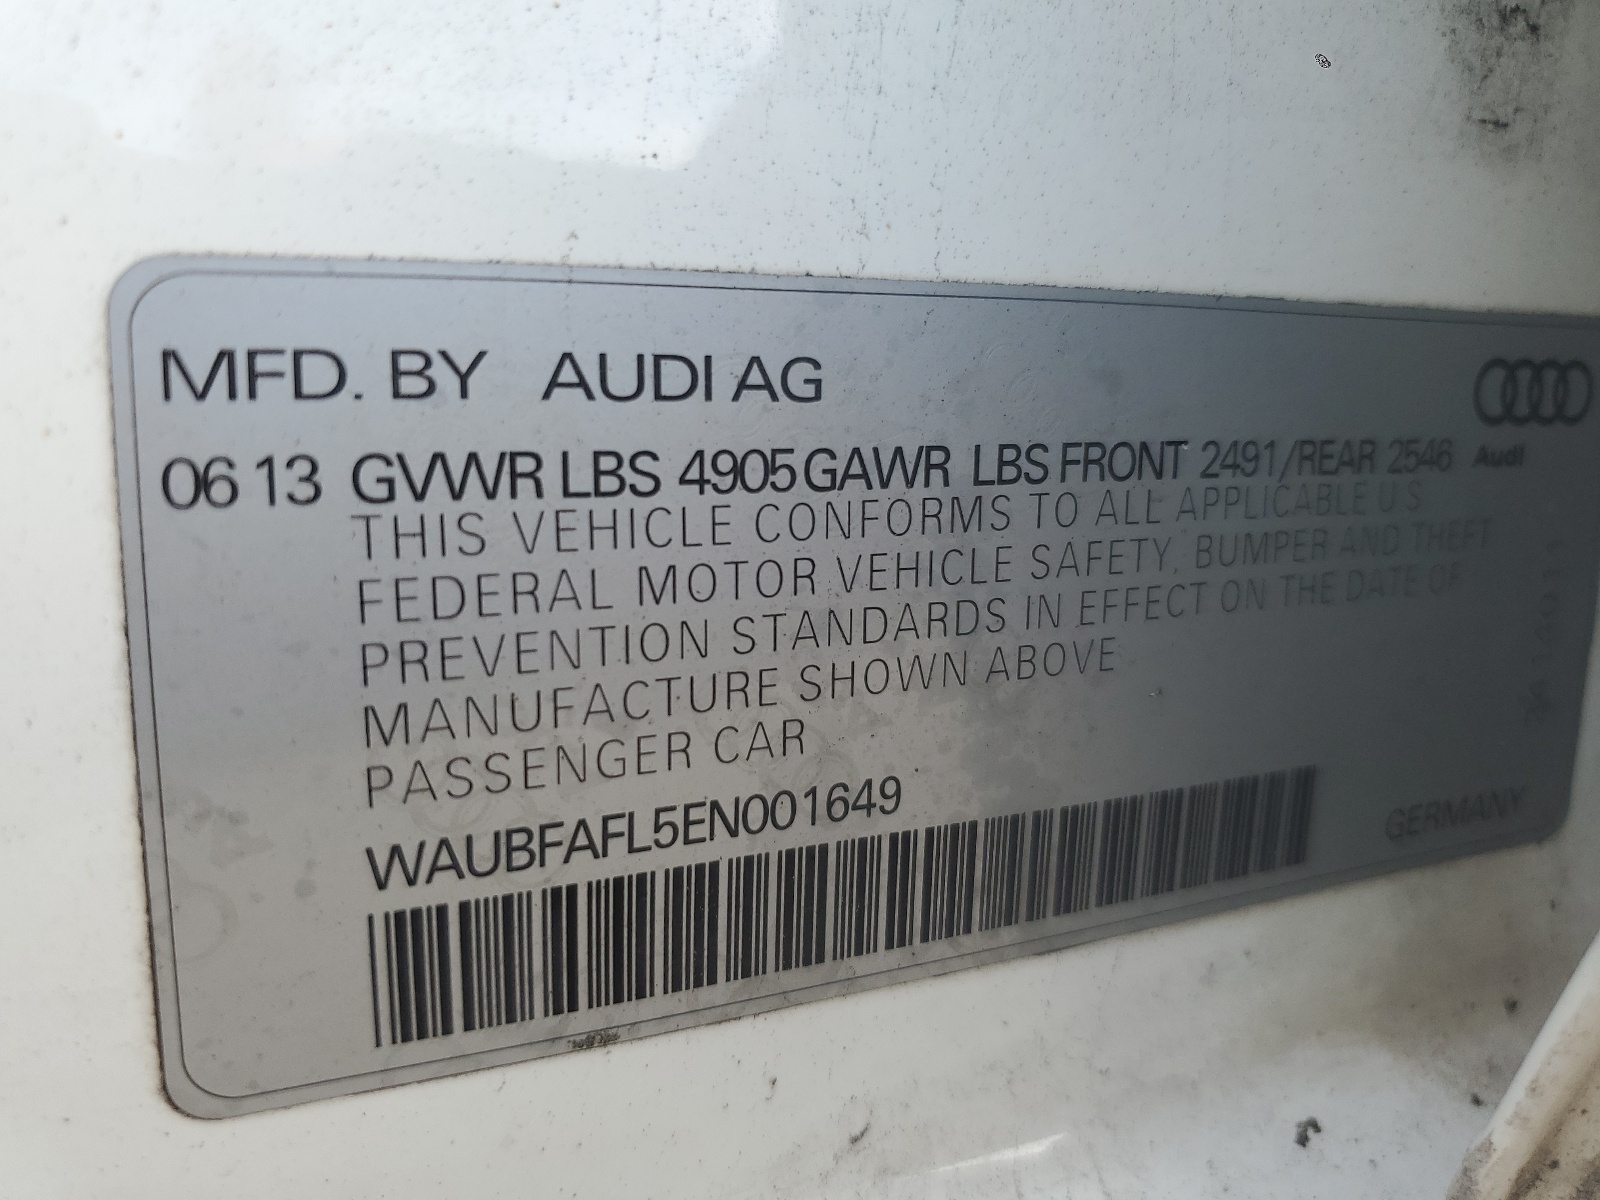 MFD. BY AUDI AG
06 13 GVWR LBS 4905 GAWR LBS FRONT 2491/REAR 2546
Audi
THIS VEHICLE CONFORMS TO ALL APPLICABLE U S
FEDERAL MOTOR VEHICLE SAFETY, BUMPER AND THEFT
PREVENTION STANDARDS IN EFFECT ON THE DATE OF
MANUFACTURE SHOWN ABOVE
PASSENGER CAR
WAUBFAFL5EN001649
GERMANY